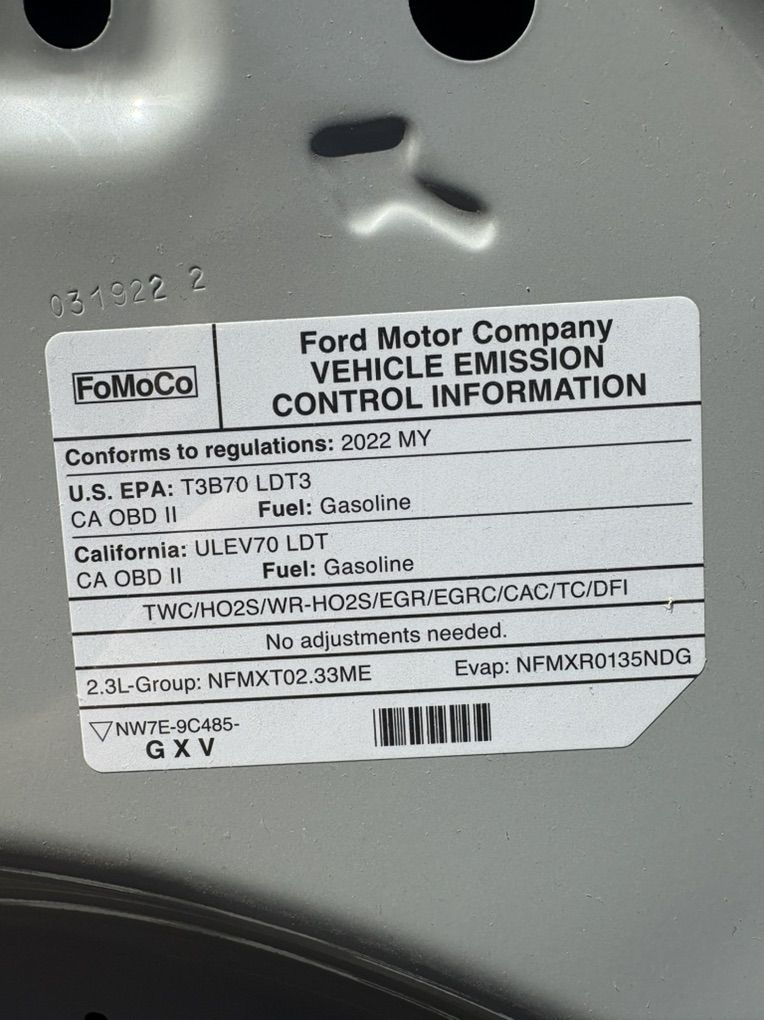 031922 2
FoMoCo
Ford Motor Company
VEHICLE EMISSION
CONTROL INFORMATION
Conforms to regulations: 2022 MY
U.S. EPA: T3B70 LDT3
CA OBD II Fuel: Gasoline
California: ULEV70 LDT
CA OBD II Fuel: Gasoline
TWC/HO2S/WR-HO2S/EGR/EGRC/CAC/TC/DFI
No adjustments needed.
2.3L-Group: NFMXT02.33ME Evap: NFMXR0135NDG
▽NW7E-9C485-
G X V